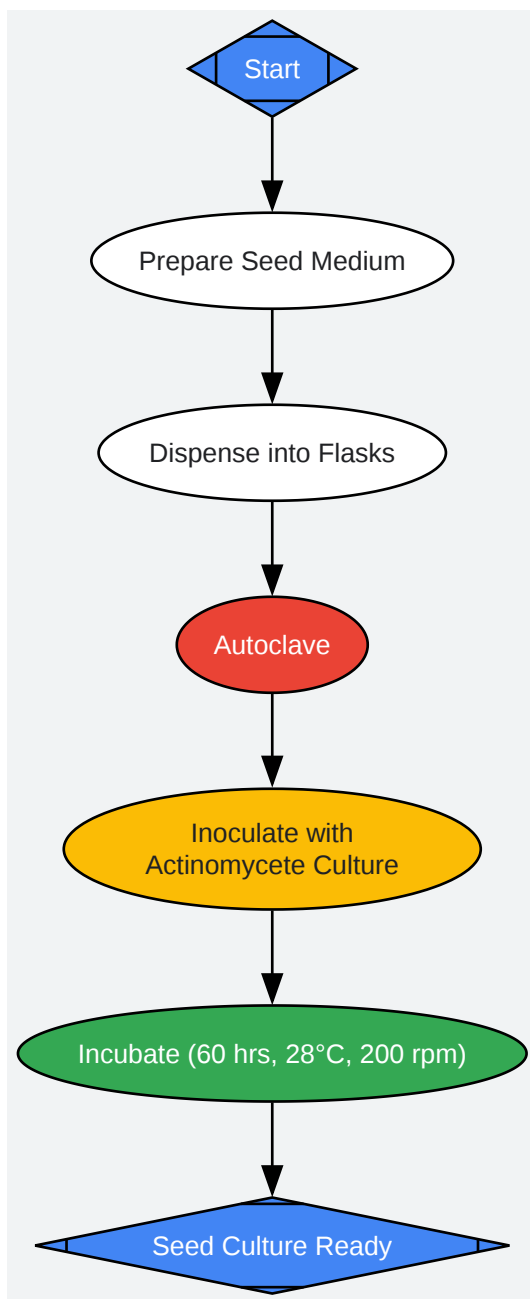 Start
Prepare Seed Medium
Dispense into Flasks
Autoclave
Inoculate with
Actinomycete Culture
Incubate (60 hrs, 28°C, 200 rpm)
Seed Culture Ready